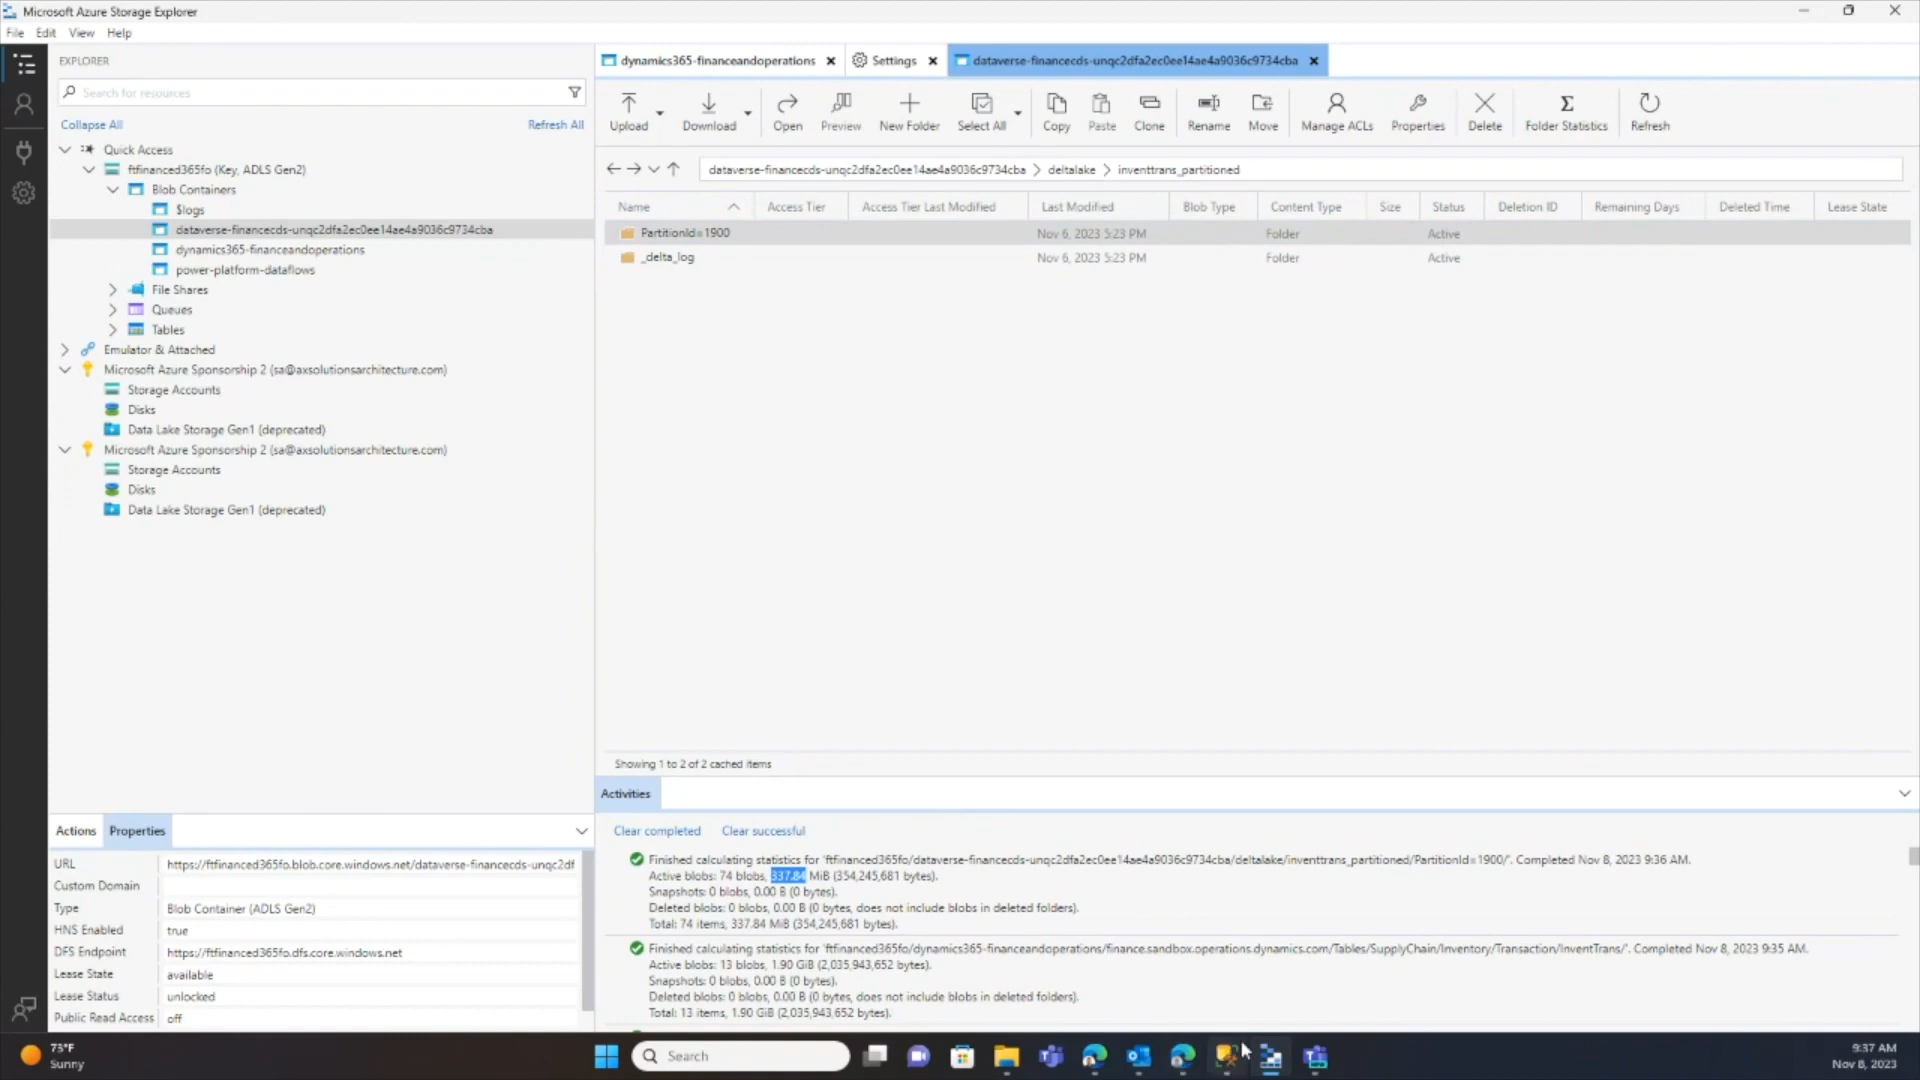 Microsoft Azure Storage Explorer
File Edit View Help
EXPLORER
Search for resources
Collapse All Refresh All
Quick Access
ftfinanced365fo (Key, ADLS Gen2)
Blob Containers
$logs
dataverse-financecds-unqc2dfa2ec0ee14ae4a9036c9734cba
dynamics365-financeandoperations
power-platform-dataflows
File Shares
Queues
Tables
Emulator & Attached
Microsoft Azure Sponsorship 2 (sa@axsolutionsarchitecture.com)
Storage Accounts
Disks
Data Lake Storage Gen1 (deprecated)
Microsoft Azure Sponsorship 2 (sa@axsolutionsarchitecture.com)
Storage Accounts
Disks
Data Lake Storage Gen1 (deprecated)
Actions Properties
URL https://ftfinanced365fo.blob.core.windows.net/dataverse-financecds-unqc2df
Custom Domain
Type Blob Container (ADLS Gen2)
HNS Enabled true
DFS Endpoint https://ftfinanced365fo.dfs.core.windows.net
Lease State available
Lease Status unlocked
Public Read Access off
dynamics365-financeandoperations Settings dataverse-financecds-unqc2dfa2ec0ee14ae4a9036c9734cba
Upload Download Open Preview New Folder Select All Copy Paste Clone Rename Move Manage ACLs Properties Delete Folder Statistics Refresh
dataverse-financecds-unqc2dfa2ec0ee14ae4a9036c9734cba > deltalake > inventtrans_partitioned
Name Access Tier Access Tier Last Modified Last Modified Blob Type Content Type Size Status Deletion ID Remaining Days Deleted Time Lease State
PartitionId=1900 Nov 6, 2023 5:23 PM Folder Active
_delta_log Nov 6, 2023 5:23 PM Folder Active
Showing 1 to 2 of 2 cached items
Activities
Clear completed Clear successful
Finished calculating statistics for 'ftfinanced365fo/dataverse-financecds-unqc2dfa2ec0ee14ae4a9036c9734cba/deltalake/inventtrans_partitioned/PartitionId=1900/'. Completed Nov 8, 2023 9:36 AM.
Active blobs: 74 blobs, 337.84 MiB (354,245,681 bytes).
Snapshots: 0 blobs, 0.00 B (0 bytes).
Deleted blobs: 0 blobs, 0.00 B (0 bytes, does not include blobs in deleted folders).
Total: 74 items, 337.84 MiB (354,245,681 bytes).
Finished calculating statistics for 'ftfinanced365fo/dynamics365-financeandoperations/finance.sandbox.operations.dynamics.com/Tables/SupplyChain/Inventory/Transaction/InventTrans/'. Completed Nov 8, 2023 9:35 AM.
Active blobs: 13 blobs, 1.90 GiB (2,035,943,652 bytes).
Snapshots: 0 blobs, 0.00 B (0 bytes).
Deleted blobs: 0 blobs, 0.00 B (0 bytes, does not include blobs in deleted folders).
Total: 13 items, 1.90 GiB (2,035,943,652 bytes).
73°F
Sunny
Search
9:37 AM
Nov 8, 2023